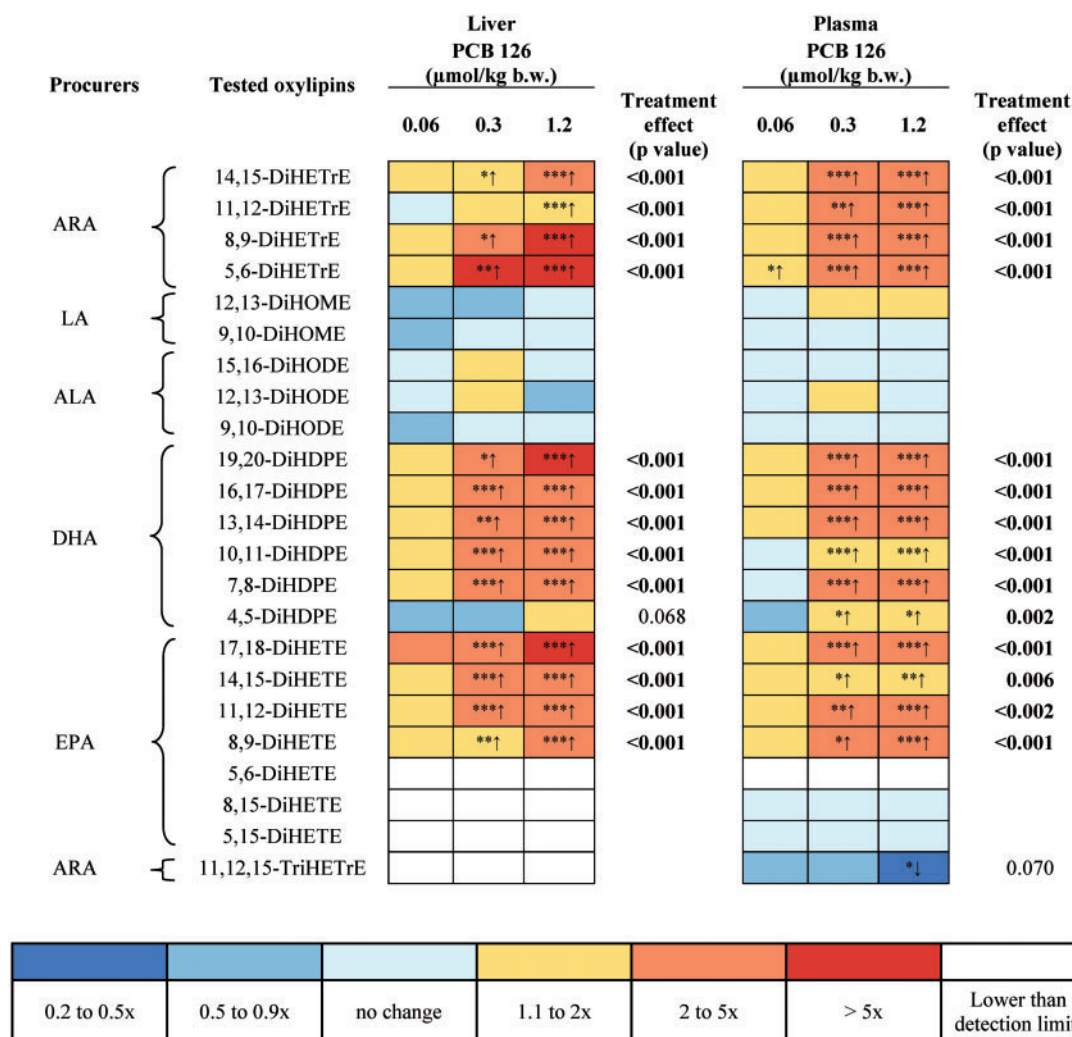 Liver
PCB 126
(µmol/kg b.w.)
Plasma
PCB 126
(µmol/kg b.w.)
Procurers Tested oxylipins 0.06 0.3 1.2 Treatment effect (p value) 0.06 0.3 1.2 Treatment effect (p value)
ARA
14,15-DiHETrE *↑ ***↑ <0.001 ***↑ ***↑ <0.001
11,12-DiHETrE ***↑ <0.001 **↑ ***↑ <0.001
8,9-DiHETrE *↑ ***↑ <0.001 ***↑ ***↑ <0.001
5,6-DiHETrE **↑ ***↑ <0.001 *↑ ***↑ ***↑ <0.001
LA
12,13-DiHOME
9,10-DiHOME
ALA
15,16-DiHODE
12,13-DiHODE
9,10-DiHODE
DHA
19,20-DiHDPE *↑ ***↑ <0.001 ***↑ ***↑ <0.001
16,17-DiHDPE ***↑ ***↑ <0.001 ***↑ ***↑ <0.001
13,14-DiHDPE **↑ ***↑ <0.001 ***↑ ***↑ <0.001
10,11-DiHDPE ***↑ ***↑ <0.001 ***↑ ***↑ <0.001
7,8-DiHDPE ***↑ ***↑ <0.001 ***↑ ***↑ <0.001
4,5-DiHDPE 0.068 *↑ *↑ 0.002
EPA
17,18-DiHETE ***↑ ***↑ <0.001 ***↑ ***↑ <0.001
14,15-DiHETE ***↑ ***↑ <0.001 *↑ **↑ 0.006
11,12-DiHETE ***↑ ***↑ <0.001 **↑ ***↑ <0.002
8,9-DiHETE **↑ ***↑ <0.001 *↑ ***↑ <0.001
5,6-DiHETE
8,15-DiHETE
5,15-DiHETE
ARA
11,12,15-TriHETrE *↓ 0.070
0.2 to 0.5x 0.5 to 0.9x no change 1.1 to 2x 2 to 5x > 5x Lower than
detection limit